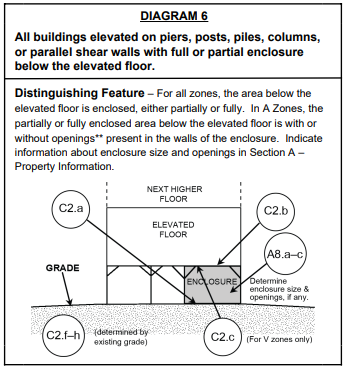 DIAGRAM 6
All buildings elevated on piers, posts, piles, columns,
or parallel shear walls with full or partial enclosure
below the elevated floor.
Distinguishing Feature – For all zones, the area below the
elevated floor is enclosed, either partially or fully. In A Zones, the
partially or fully enclosed area below the elevated floor is with or
without openings** present in the walls of the enclosure. Indicate
information about enclosure size and openings in Section A –
Property Information.
NEXT HIGHER
FLOOR
C2.a
C2.b
ELEVATED
FLOOR
A8.a–c
GRADE
ENCLOSURE
Determine
enclosure size &
openings, if any.
C2.f–h
(determined by
existing grade)
C2.c
(For V zones only)